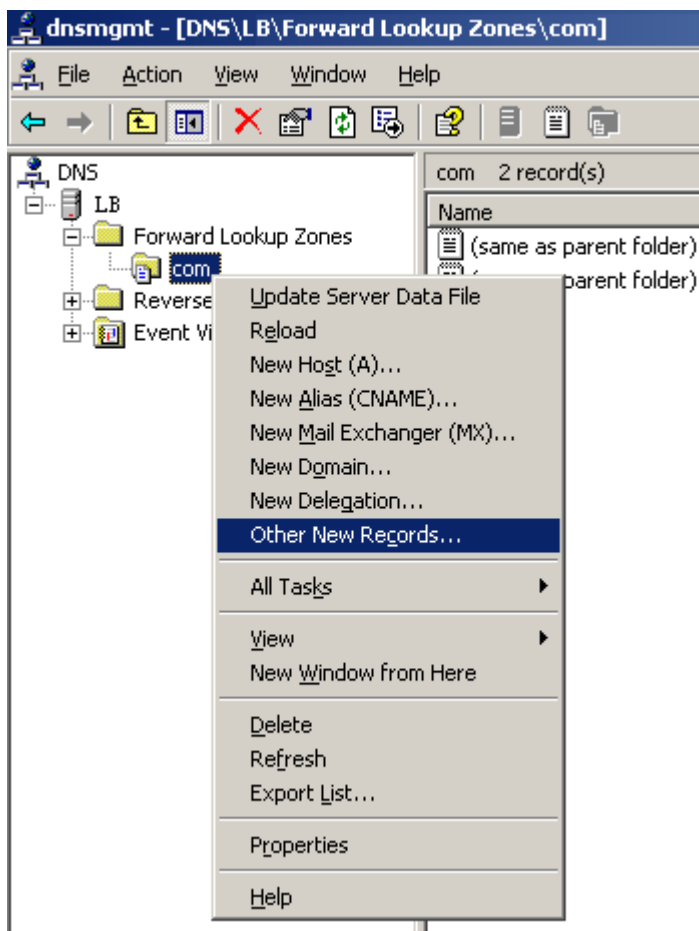 dnsmgmt - [DNS\LB\Forward Lookup Zones\com]
File Action View Window Help
DNS
LB
Forward Lookup Zones
com
Reverse
Event Vi
com 2 record(s)
Name
(same as parent folder)
parent folder)
Update Server Data File
Reload
New Host (A)...
New Alias (CNAME)...
New Mail Exchanger (MX)...
New Domain...
New Delegation...
Other New Records...
All Tasks
View
New Window from Here
Delete
Refresh
Export List...
Properties
Help